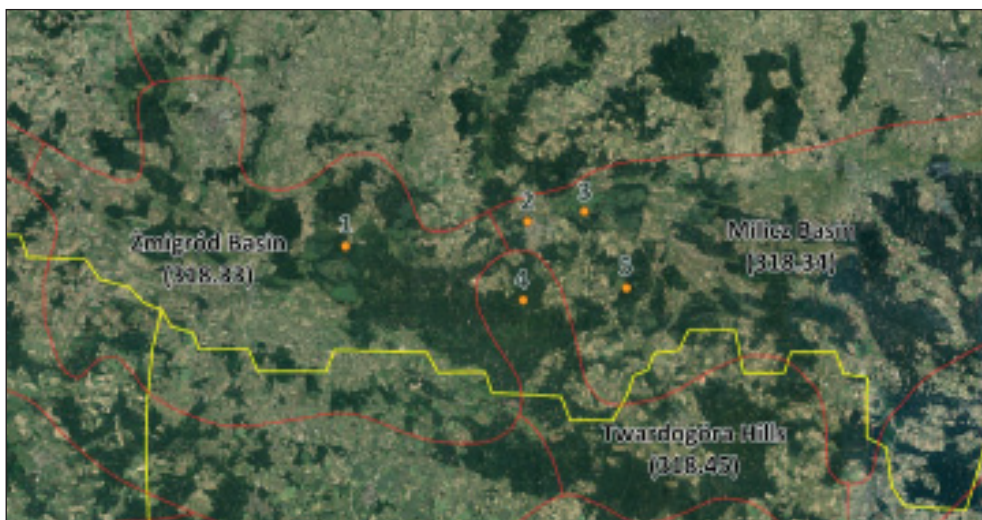 2
3
1
Żmigród Basin
(318.33)
Milicz Basin
(318.34)
4
5
Twardogóra Hills
(318.45)